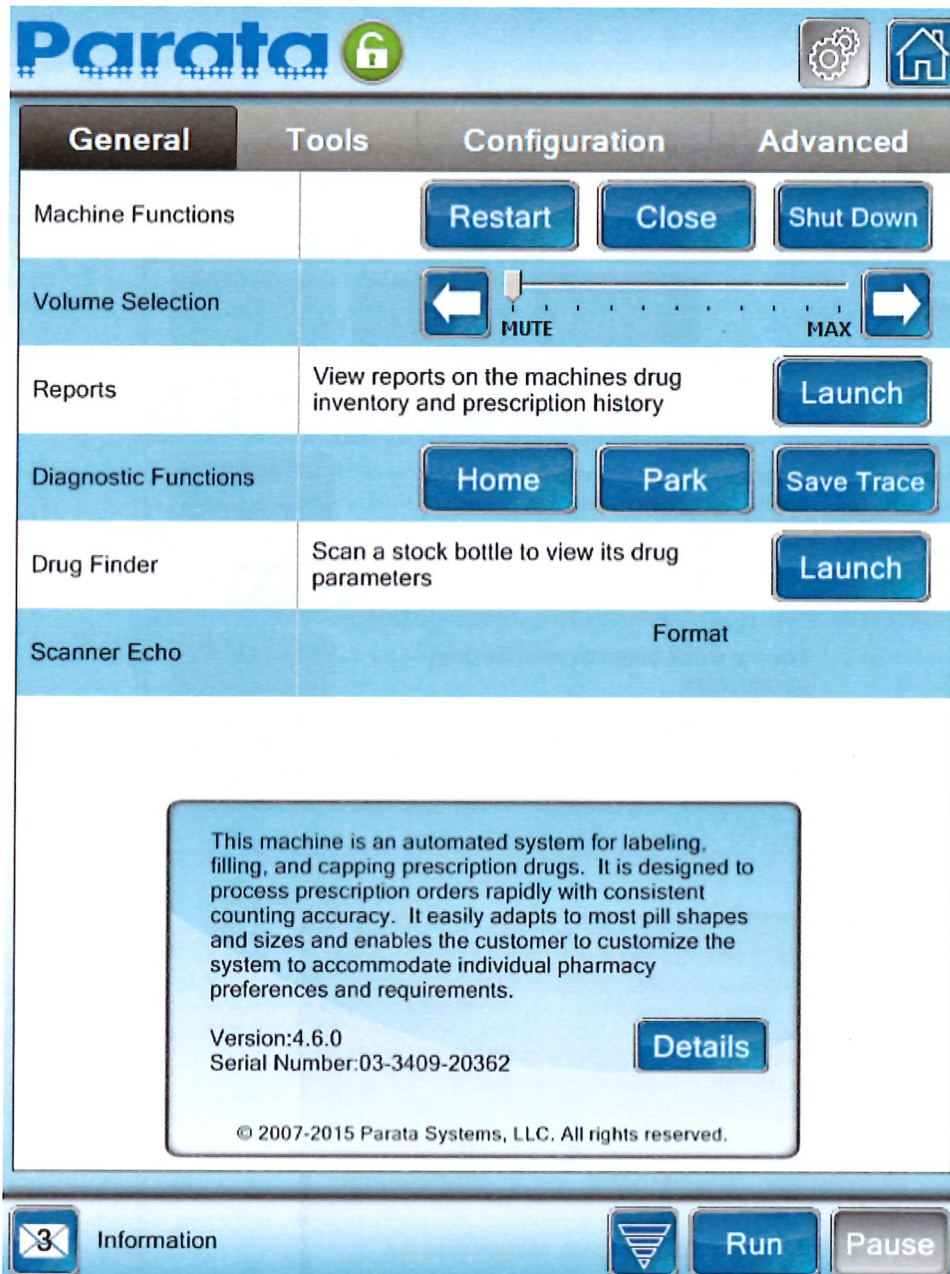 Parata
General Tools Configuration Advanced
Machine Functions Restart Close Shut Down
Volume Selection MUTE MAX
Reports View reports on the machines drug
inventory and prescription history Launch
Diagnostic Functions Home Park Save Trace
Drug Finder Scan a stock bottle to view its drug
parameters Launch
Scanner Echo Format
This machine is an automated system for labeling,
filling, and capping prescription drugs. It is designed to
process prescription orders rapidly with consistent
counting accuracy. It easily adapts to most pill shapes
and sizes and enables the customer to customize the
system to accommodate individual pharmacy
preferences and requirements.
Version:4.6.0
Serial Number:03-3409-20362
Details
© 2007-2015 Parata Systems, LLC. All rights reserved.
3 Information Run Pause